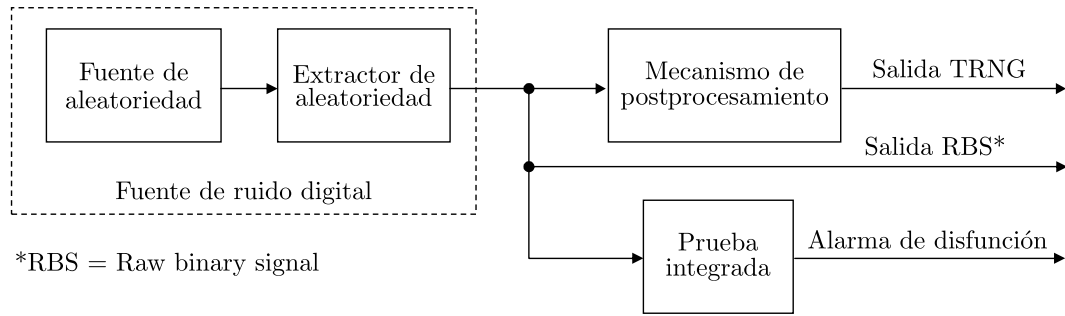 Fuente de
aleatoriedad
Extractor de
aleatoriedad
Fuente de ruido digital
Mecanismo de
postprocesamiento
Salida TRNG
Salida RBS*
Prueba
integrada
Alarma de disfunción
*RBS = Raw binary signal